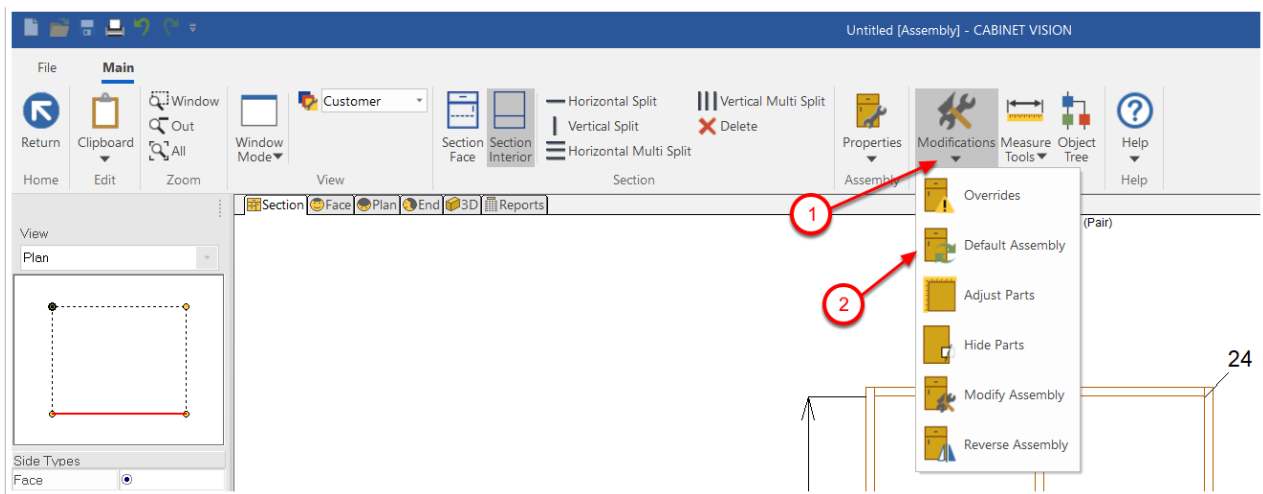 Untitled [Assembly] - CABINET VISION
File Main
Return
Clipboard
Window
Out
All
Window
Mode
Customer
Section
Face
Section
Interior
Horizontal Split
Vertical Split
Horizontal Multi Split
Vertical Multi Split
Delete
Properties
Modifications
Measure
Tools
Object
Tree
Help
Home Edit Zoom View Section Assembly Help
Section Face Plan End 3D Reports
View
Plan
Side Types
Face
1
2
Overrides
Default Assembly
Adjust Parts
Hide Parts
Modify Assembly
Reverse Assembly
(Pair)
24